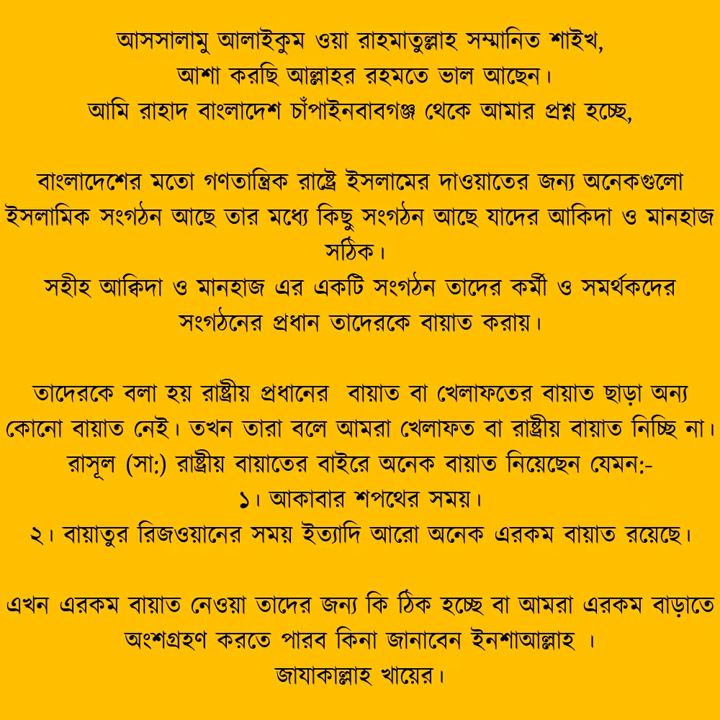 আসসালামু আলাইকুম ওয়া রাহমাতুল্লাহ সম্মানিত শাইখ,
আশা করছি আল্লাহর রহমতে ভাল আছেন।
আমি রাহাদ বাংলাদেশ চাঁপাইনবাবগঞ্জ থেকে আমার প্রশ্ন হচ্ছে,
বাংলাদেশের মতো গণতান্ত্রিক রাষ্ট্রে ইসলামের দাওয়াতের জন্য অনেকগুলো
ইসলামিক সংগঠন আছে তার মধ্যে কিছু সংগঠন আছে যাদের আকিদা ও মানহাজ
সঠিক।
সহীহ আক্বিদা ও মানহাজ এর একটি সংগঠন তাদের কর্মী ও সমর্থকদের
সংগঠনের প্রধান তাদেরকে বায়াত করায়।
তাদেরকে বলা হয় রাষ্ট্রীয় প্রধানের বায়াত বা খেলাফতের বায়াত ছাড়া অন্য
কোনো বায়াত নেই। তখন তারা বলে আমরা খেলাফত বা রাষ্ট্রীয় বায়াত নিচ্ছি না।
রাসূল (সা:) রাষ্ট্রীয় বায়াতের বাইরে অনেক বায়াত নিয়েছেন যেমন:-
১। আকাবার শপথের সময়।
২। বায়াতুর রিজওয়ানের সময় ইত্যাদি আরো অনেক এরকম বায়াত রয়েছে।
এখন এরকম বায়াত নেওয়া তাদের জন্য কি ঠিক হচ্ছে বা আমরা এরকম বাড়াতে
অংশগ্রহণ করতে পারব কিনা জানাবেন ইনশাআল্লাহ ।
জাযাকাল্লাহ খায়ের।